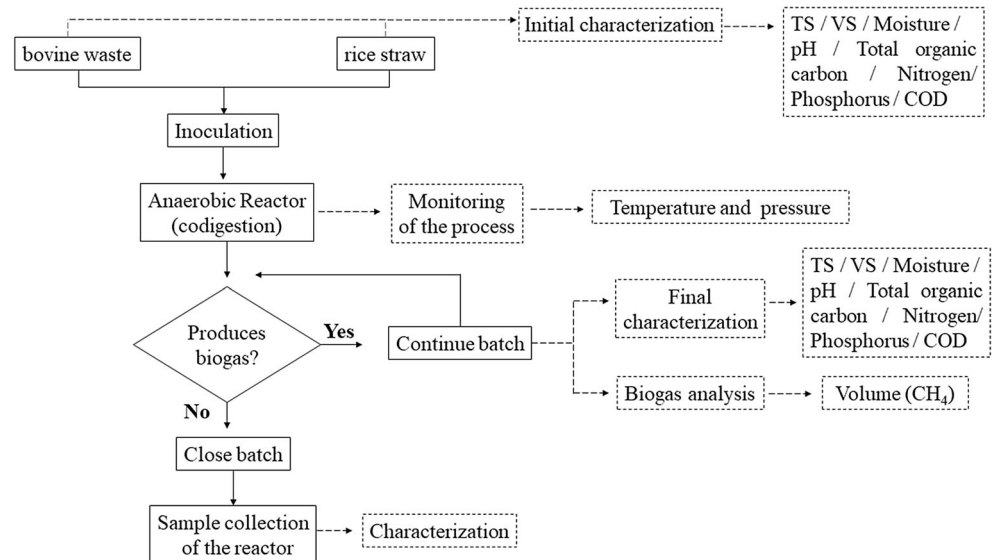 Initial characterization
TS / VS / Moisture /
pH / Total organic
carbon / Nitrogen/
Phosphorus / COD
bovine waste
rice straw
Inoculation
Anaerobic Reactor
(codigestion)
Monitoring
of the process
Temperature and pressure
Produces
biogas?
Yes
Continue batch
Final
characterization
TS / VS / Moisture /
pH / Total organic
carbon / Nitrogen/
Phosphorus / COD
Biogas analysis
Volume (CH₄)
No
Close batch
Sample collection
of the reactor
Characterization